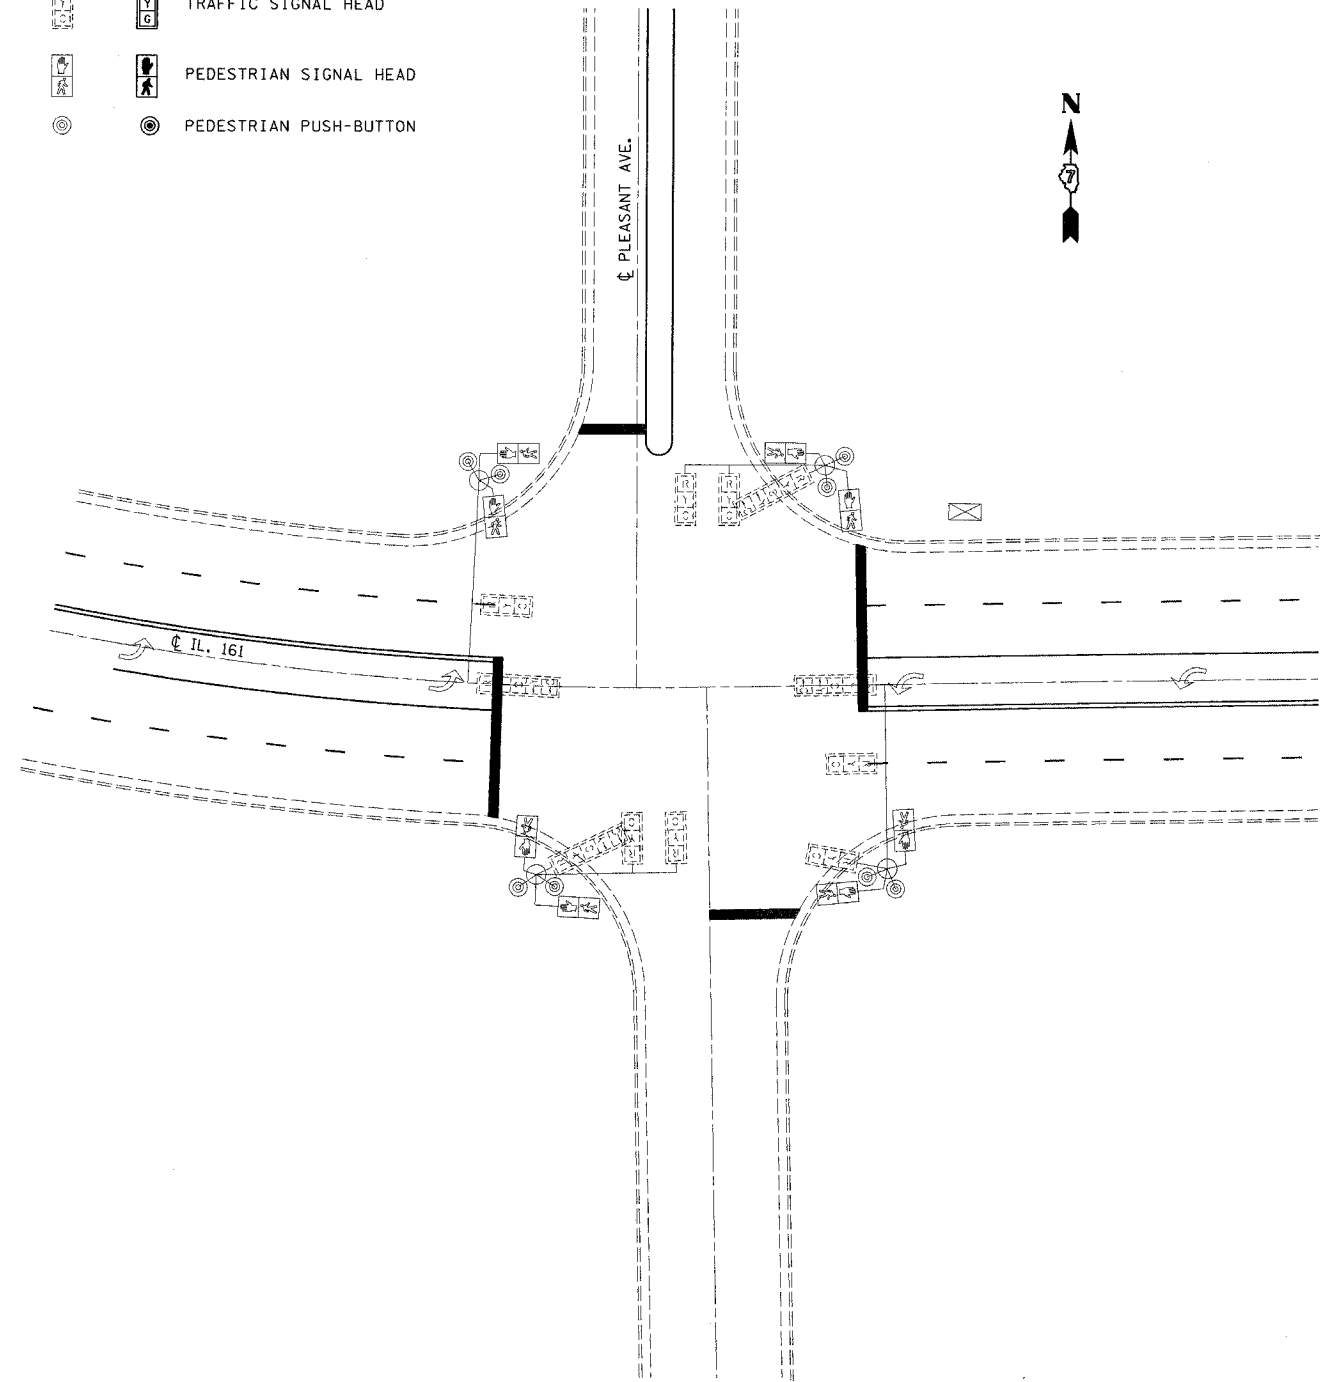 TRAFFIC SIGNAL HEAD
Y
G
PEDESTRIAN SIGNAL HEAD
PEDESTRIAN PUSH-BUTTON
N
7
℄ PLEASANT AVE.
R
R
℄ IL. 161
R
R